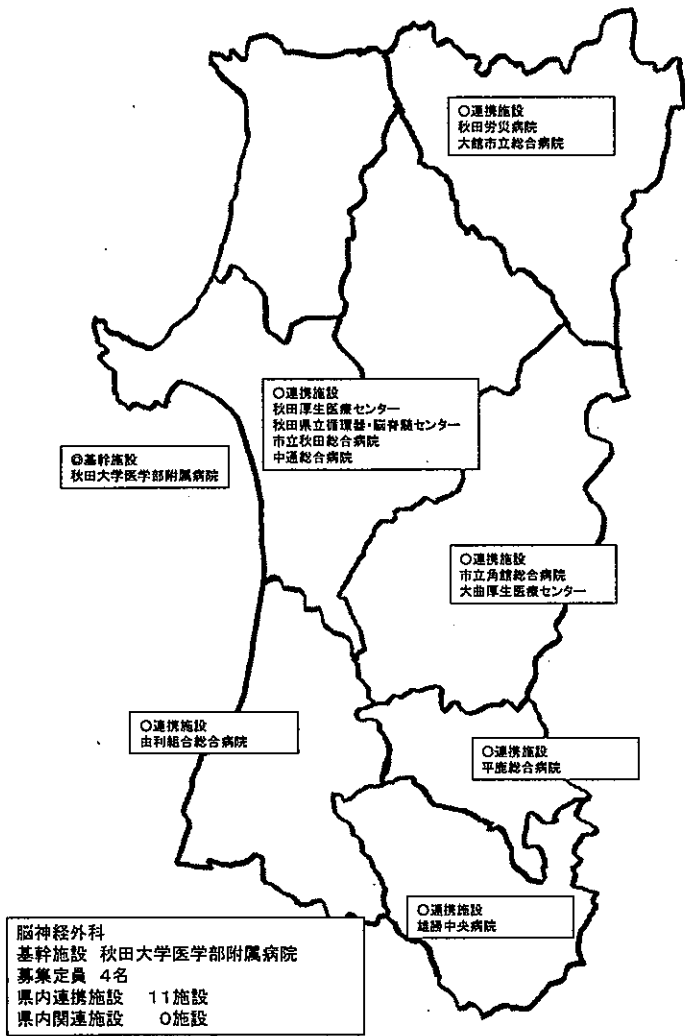 ○連携施設
秋田労災病院
大館市立総合病院
○連携施設
秋田厚生医療センター
秋田県立循環器・脳脊髄センター
市立秋田総合病院
中通総合病院
◎基幹施設
秋田大学医学部附属病院
○連携施設
市立角館総合病院
大曲厚生医療センター
○連携施設
由利組合総合病院
○連携施設
平鹿総合病院
○連携施設
雄勝中央病院
脳神経外科
基幹施設 秋田大学医学部附属病院
募集定員 4名
県内連携施設 11施設
県内関連施設 0施設